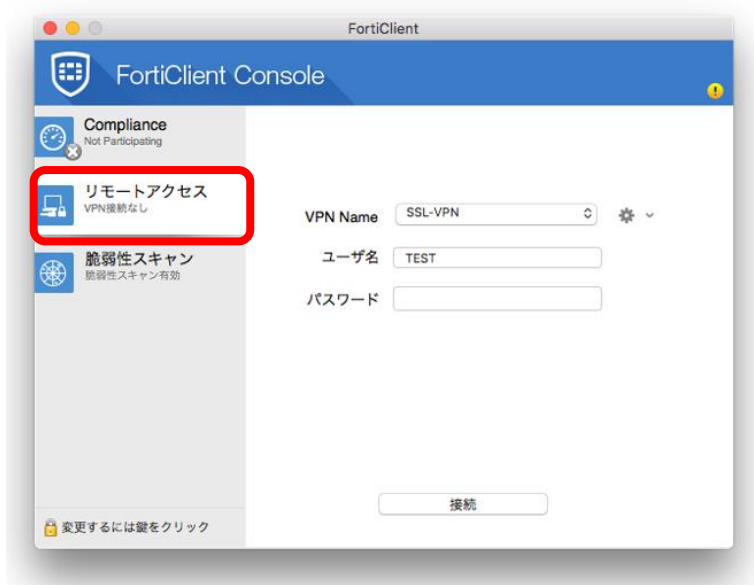 FortiClient
FortiClient Console
Compliance
Not Participating
リモートアクセス
VPN接続なし
脆弱性スキャン
脆弱性スキャン有効
VPN Name
SSL-VPN
ユーザ名
TEST
パスワード
接続
変更するには鍵をクリック